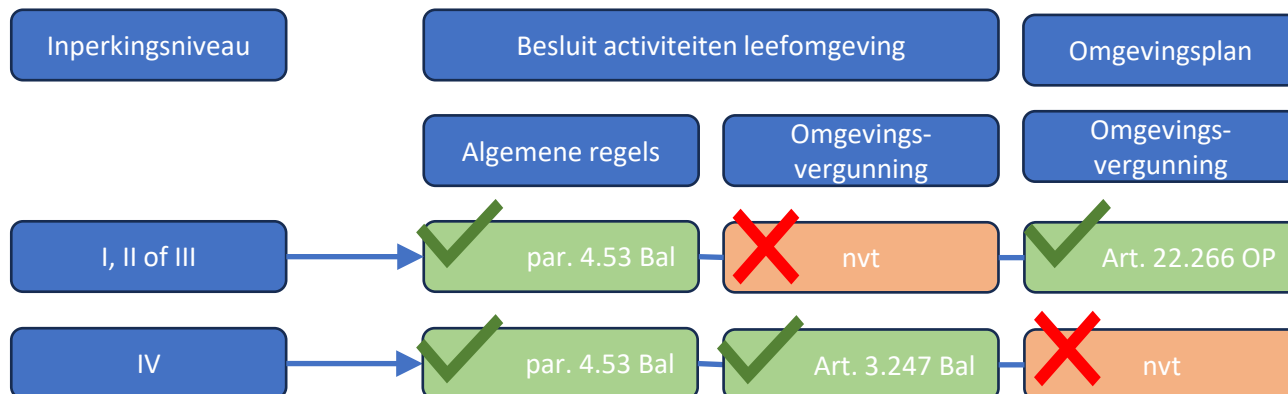 Inperkingsniveau
Besluit activiteiten leefomgeving
Omgevingsplan
Algemene regels
Omgevings-
vergunning
Omgevings-
vergunning
I, II of III
par. 4.53 Bal
nvt
Art. 22.266 OP
IV
par. 4.53 Bal
Art. 3.247 Bal
nvt